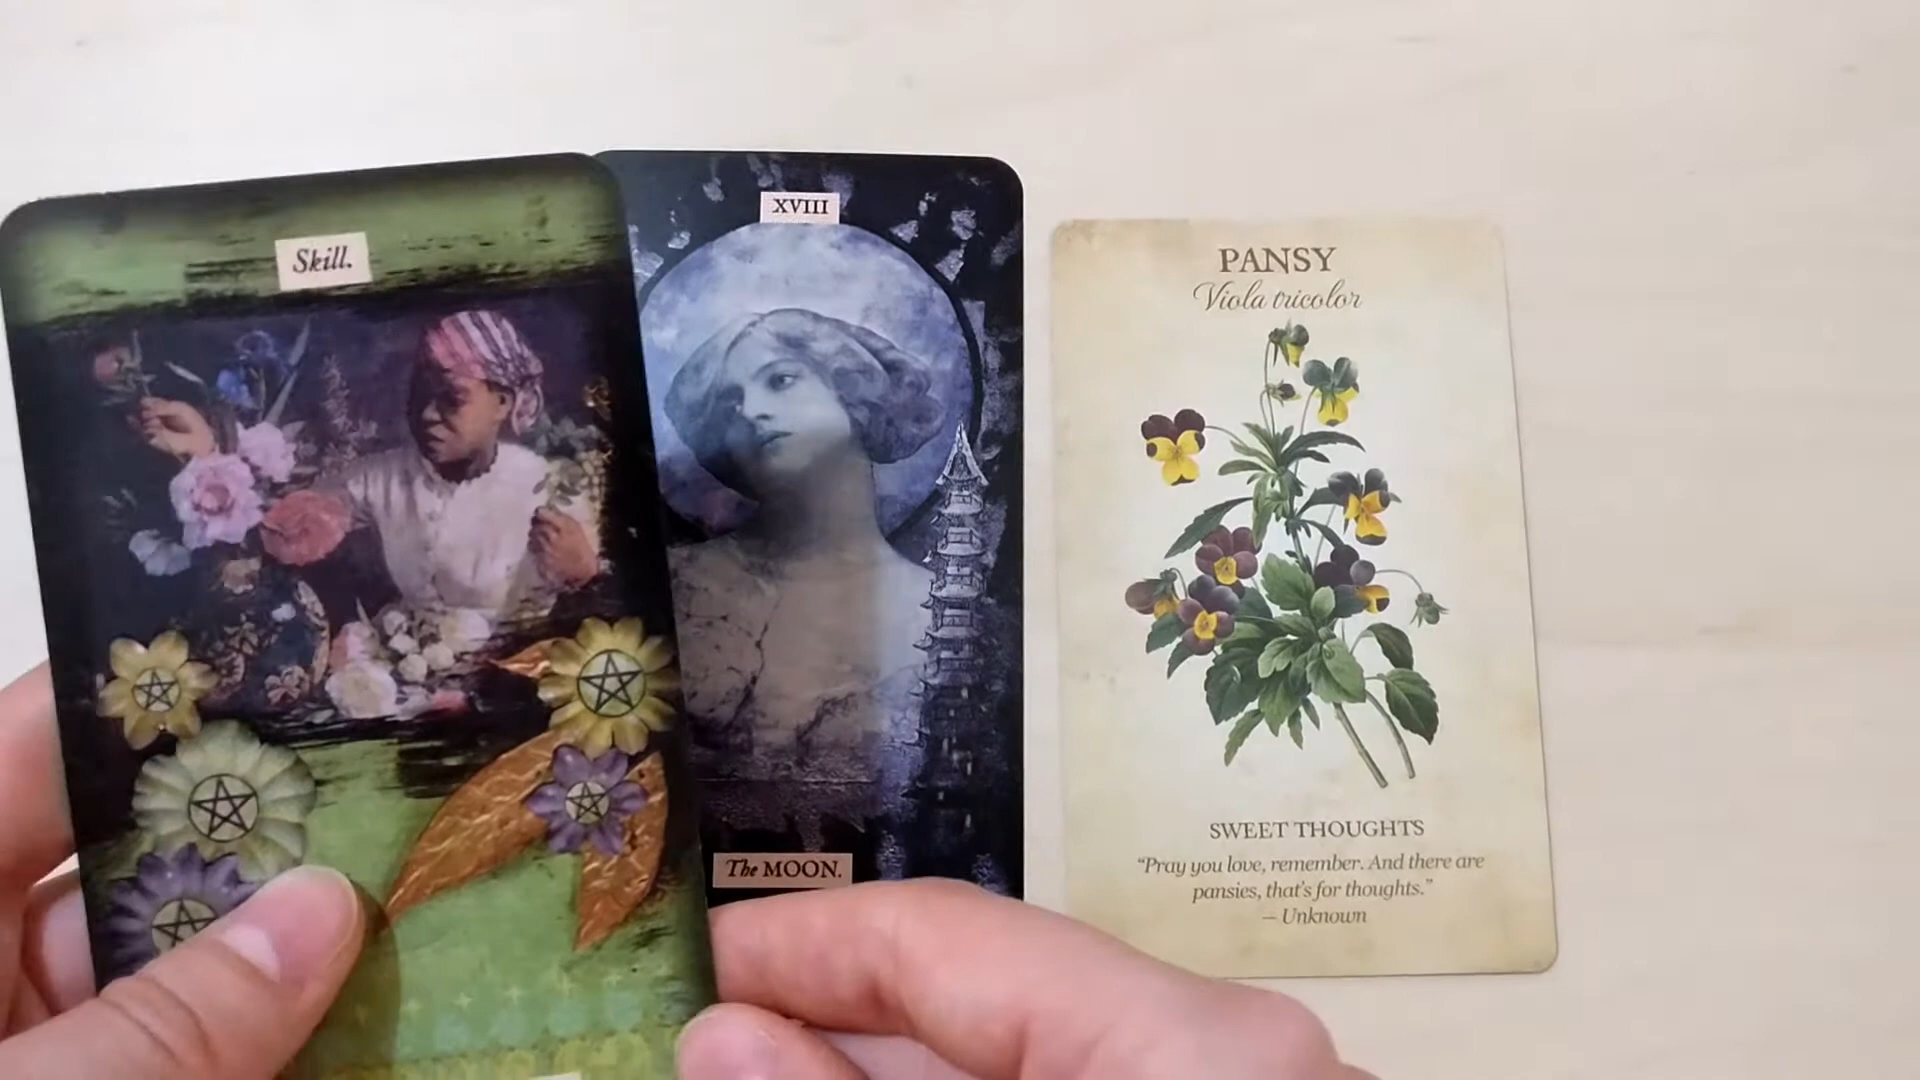 Skill.
XVIII
The MOON.
PANSY
Viola tricolor
SWEET THOUGHTS
“Pray you love, remember. And there are
pansies, that’s for thoughts.”
— Unknown